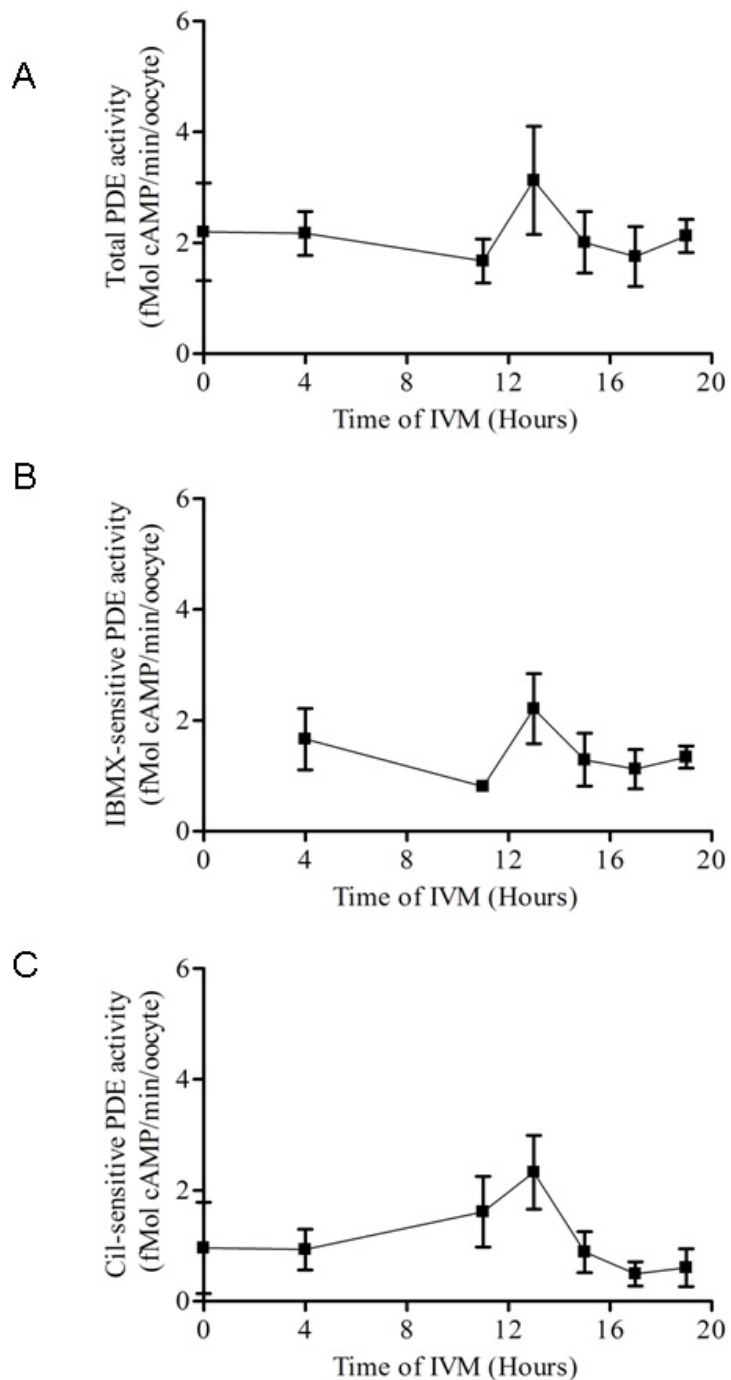 A
Total PDE activity
(fMol cAMP/min/oocyte)
6
4
2
0
0 4 8 12 16 20
Time of IVM (Hours)
B
IBMX-sensitive PDE activity
(fMol cAMP/min/oocyte)
6
4
2
0
0 4 8 12 16 20
Time of IVM (Hours)
C
Cil-sensitive PDE activity
(fMol cAMP/min/oocyte)
6
4
2
0
0 4 8 12 16 20
Time of IVM (Hours)